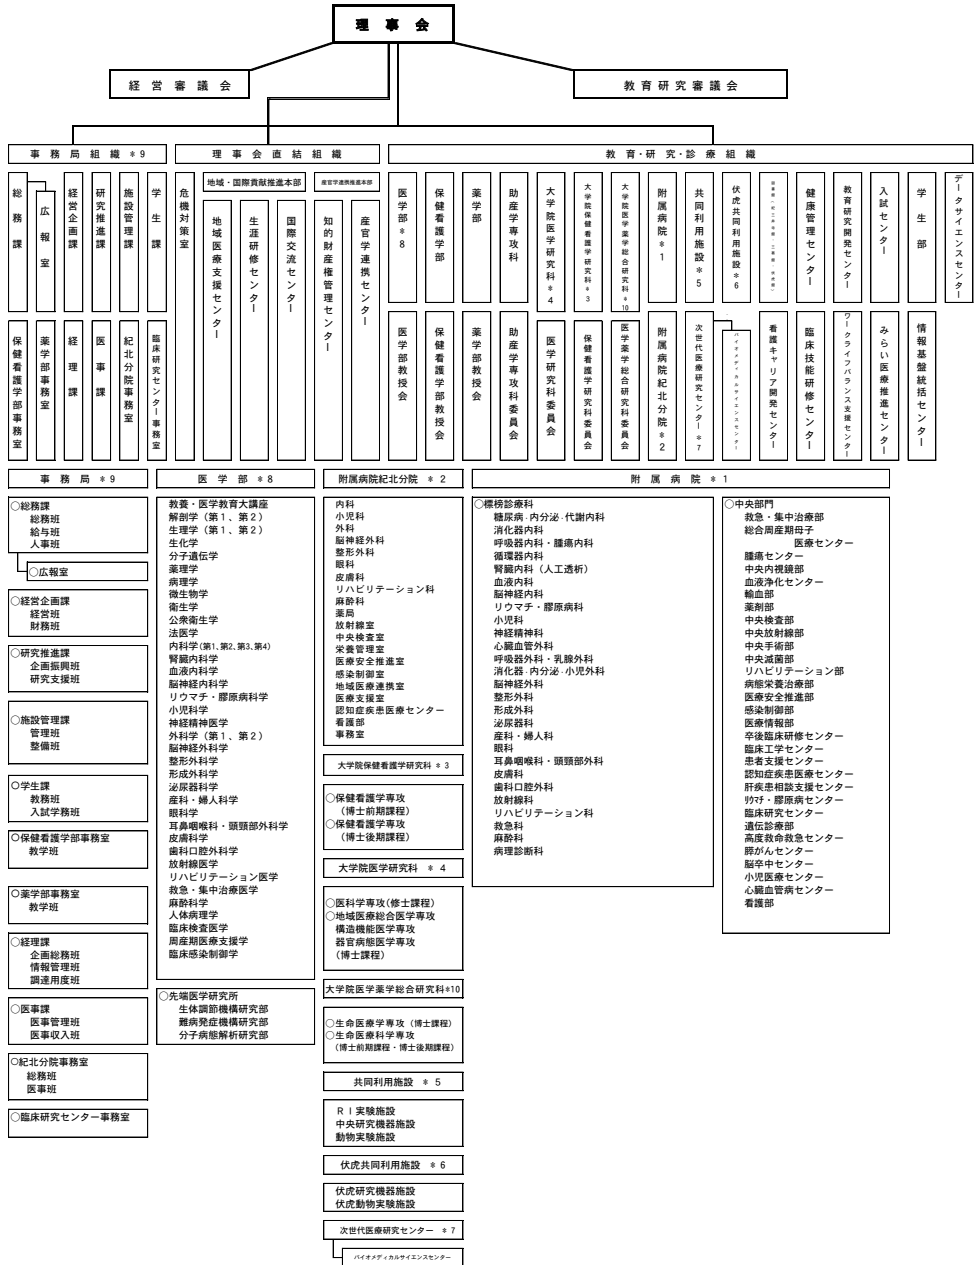 理事会
経営審議会
教育研究審議会
事務局組織＊9
理事会直結組織
教育・研究・診療組織
総務課
広報室
経営企画課
研究推進課
施設管理課
学生課
危機対策室
地域・国際貢献推進本部
産官学連携推進本部
地域医療支援センター
生涯研修センター
国際交流センター
知的財産権管理センター
産官学連携センター
医学部＊8
保健看護学部
薬学部
助産学専攻科
大学院医学研究科＊4
大学院保健看護学研究科＊3
大学院医学薬学総合研究科＊10
附属病院＊1
共同利用施設＊5
伏虎共同利用施設＊6
健康管理センター
教育研究開発センター
入試センター
学生部
データサイエンスセンター
保健看護学部事務室
薬学部事務室
経理課
医事課
紀北分院事務室
臨床研究センター事務室
医学部教授会
保健看護学部教授会
薬学部教授会
助産学専攻科委員会
医学研究科委員会
保健看護学研究科委員会
医学薬学総合研究科委員会
附属病院紀北分院＊2
次世代医療研究センター＊7
バイオメディカルサイエンスセンター
看護キャリア開発センター
臨床技能研修センター
ワークライフバランス支援センター
みらい医療推進センター
情報基盤統括センター
事務局＊9
○総務課
総務班
給与班
人事班
○広報室
○経営企画課
経営班
財務班
○研究推進課
企画振興班
研究支援班
○施設管理課
管理班
整備班
○学生課
教務班
入試学務班
○保健看護学部事務室
教学班
○薬学部事務室
教学班
○経理課
企画総務班
情報管理班
調達用度班
○医事課
医事管理班
医事収入班
○紀北分院事務室
総務班
医事班
○臨床研究センター事務室
医学部＊8
教養・医学教育大講座
解剖学（第1、第2）
生理学（第1、第2）
生化学
分子遺伝学
薬理学
病理学
微生物学
衛生学
公衆衛生学
法医学
内科学(第1、第2、第3、第4)
腎臓内科学
血液内科学
脳神経内科学
リウマチ・膠原病科学
小児科学
神経精神医学
外科学（第1、第2）
脳神経外科学
整形外科学
形成外科学
泌尿器科学
産科・婦人科学
眼科学
耳鼻咽喉科・頭頸部外科学
皮膚科学
歯科口腔外科学
放射線医学
リハビリテーション医学
救急・集中治療医学
麻酔科学
人体病理学
臨床検査医学
周産期医療支援学
臨床感染制御学
○先端医学研究所
生体調節機構研究部
難病発症機構研究部
分子病態解析研究部
附属病院紀北分院 ＊2
内科
小児科
外科
脳神経外科
整形外科
眼科
皮膚科
リハビリテーション科
麻酔科
薬局
放射線室
中央検査室
栄養管理室
医療安全推進室
感染制御室
地域医療連携室
医療支援室
認知症疾患医療センター
看護部
事務室
大学院保健看護学研究科 ＊3
○保健看護学専攻
（博士前期課程）
○保健看護学専攻
（博士後期課程）
大学院医学研究科 ＊4
○医科学専攻(修士課程)
○地域医療総合医学専攻
構造機能医学専攻
器官病態医学専攻
（博士課程）
大学院医学薬学総合研究科＊10
○生命医療学専攻（博士課程）
○生命医療科学専攻
（博士前期課程・博士後期課程）
共同利用施設 ＊5
ＲＩ実験施設
中央研究機器施設
動物実験施設
伏虎共同利用施設 ＊6
伏虎研究機器施設
伏虎動物実験施設
次世代医療研究センター ＊7
バイオメディカルサイエンスセンター
附属病院＊1
○標榜診療科
糖尿病・内分泌・代謝内科
消化器内科
呼吸器内科・腫瘍内科
循環器内科
腎臓内科（人工透析）
血液内科
脳神経内科
リウマチ・膠原病科
小児科
神経精神科
心臓血管外科
呼吸器外科・乳腺外科
消化器・内分泌・小児外科
脳神経外科
整形外科
形成外科
泌尿器科
産科・婦人科
眼科
耳鼻咽喉科・頭頸部外科
皮膚科
歯科口腔外科
放射線科
リハビリテーション科
救急科
麻酔科
病理診断科
○中央部門
救急・集中治療部
総合周産期母子
医療センター
腫瘍センター
中央内視鏡部
血液浄化センター
輸血部
薬剤部
中央検査部
中央放射線部
中央手術部
中央滅菌部
リハビリテーション部
病態栄養治療部
医療安全推進部
感染制御部
医療情報部
卒後臨床研修センター
臨床工学センター
患者支援センター
認知症疾患医療センター
肝疾患相談支援センター
ﾘｳﾏﾁ・膠原病センター
臨床研究センター
遺伝診療部
高度救命救急センター
膵がんセンター
脳卒中センター
小児医療センター
心臓血管病センター
看護部